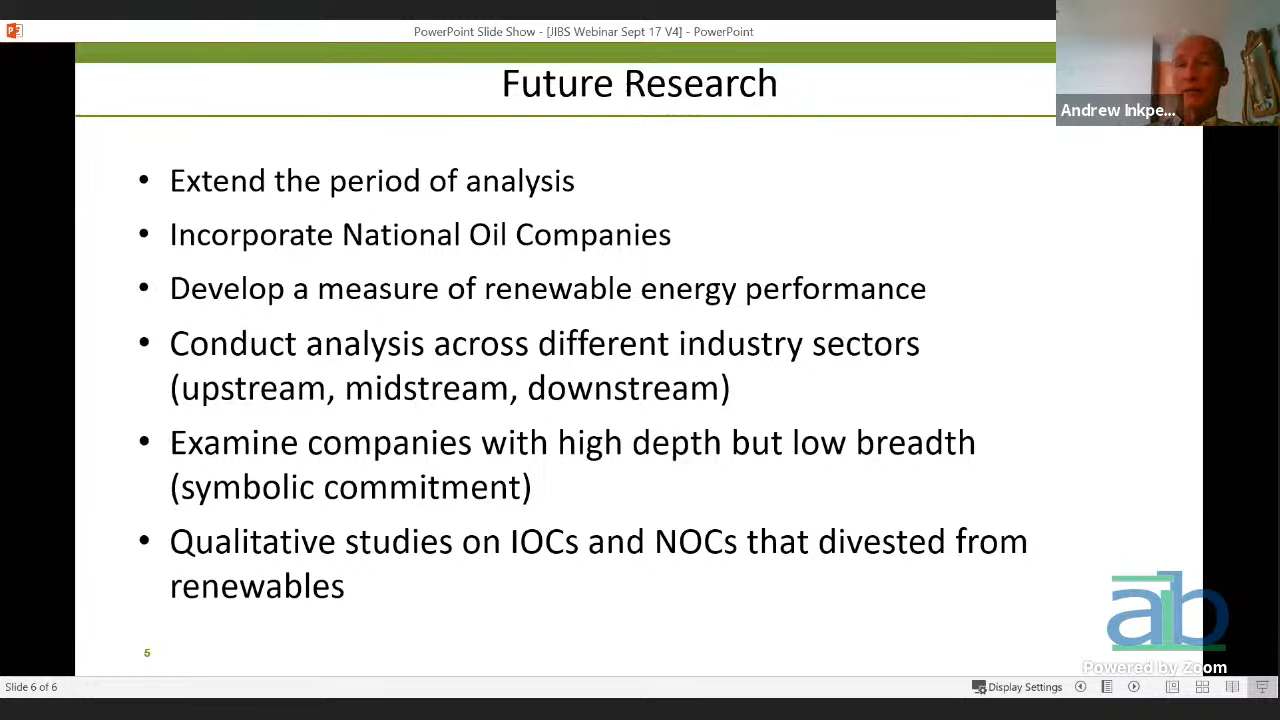 PowerPoint Slide Show - [JIBS Webinar Sept 17 V4] - PowerPoint
Future Research
Andrew Inkpe...
• Extend the period of analysis
• Incorporate National Oil Companies
• Develop a measure of renewable energy performance
• Conduct analysis across different industry sectors
(upstream, midstream, downstream)
• Examine companies with high depth but low breadth
(symbolic commitment)
• Qualitative studies on IOCs and NOCs that divested from
renewables
aib
5
Powered by Zoom
Slide 6 of 6
Display Settings